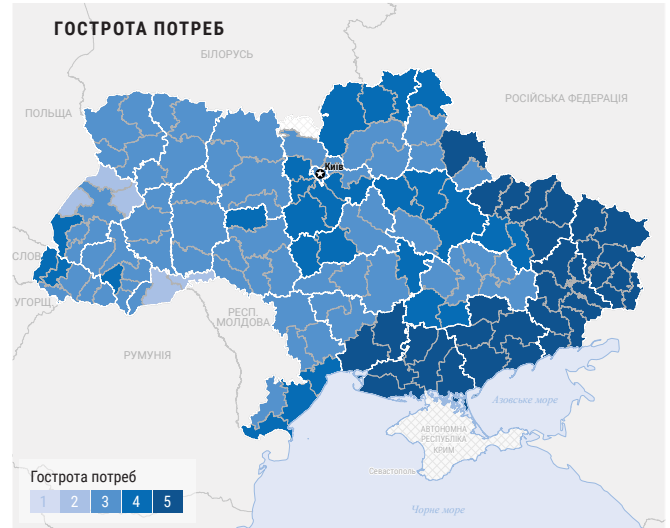 ГОСТРОТА ПОТРЕБ
БІЛОРУСЬ
РОСІЙСЬКА ФЕДЕРАЦІЯ
ПОЛЬЩА
Київ
СЛОВ
УГОРЩ.
РЕСП.
МОЛДОВА
РУМУНІЯ
Азовське море
АВТОНОМНА
РЕСПУБЛІКА
КРИМ
Севастополь
Чорне море
Гострота потреб
1 2 3 4 5